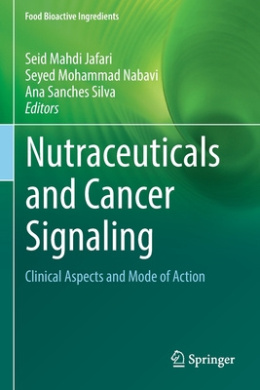 Food Bioactive Ingredients
Seid Mahdi Jafari
Seyed Mohammad Nabavi
Ana Sanches Silva
Editors
Nutraceuticals
and Cancer
Signaling
Clinical Aspects and Mode of Action
Springer